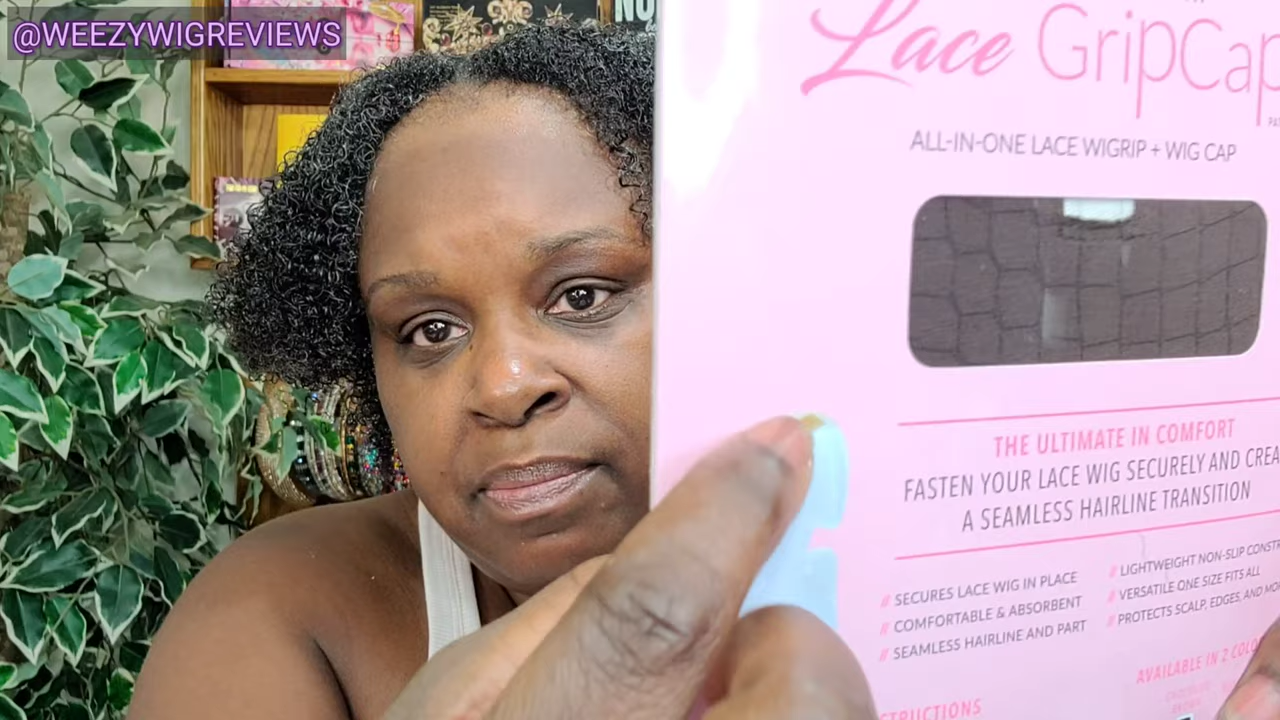 @WEEZYWIGREVIEWS
Lace GripCap
ALL-IN-ONE LACE WIGRIP + WIG CAP
THE ULTIMATE IN COMFORT
FASTEN YOUR LACE WIG SECURELY AND CREA
A SEAMLESS HAIRLINE TRANSITION
// SECURES LACE WIG IN PLACE
// COMFORTABLE & ABSORBENT
// SEAMLESS HAIRLINE AND PART
// LIGHTWEIGHT NON-SLIP CONST
// VERSATILE ONE SIZE FITS ALL
// PROTECTS SCALP, EDGES, AND
AVAILABLE IN 2
STRUCTIONS